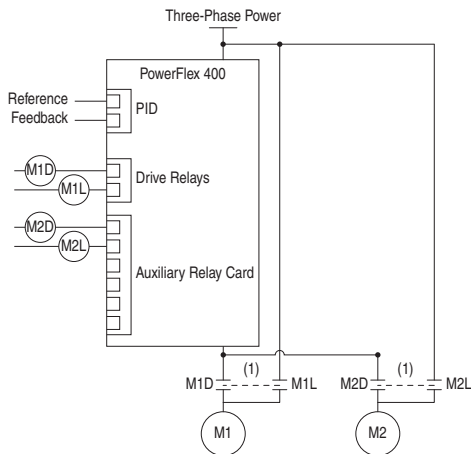 Three-Phase Power
PowerFlex 400
Reference
Feedback
PID
M1D
M1L
Drive Relays
M2D
M2L
Auxiliary Relay Card
M1D (1) M1L M2D (1) M2L
M1 M2